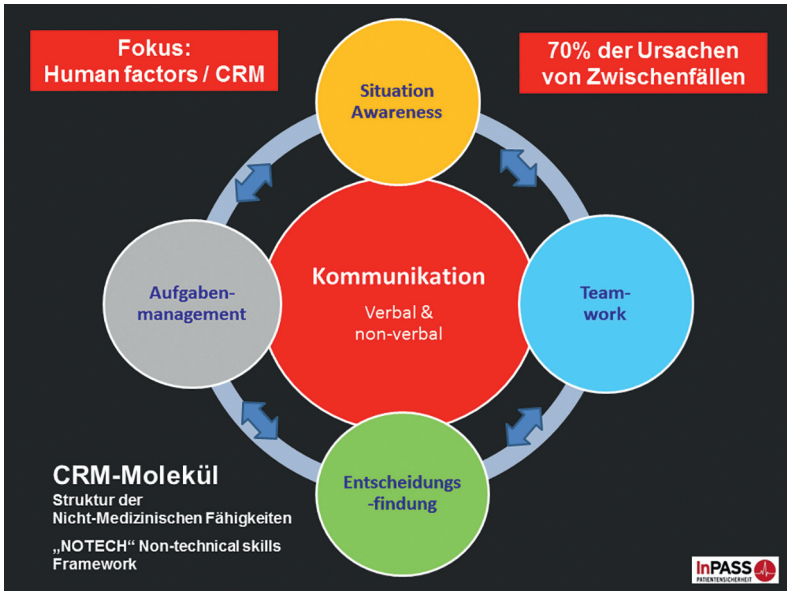 Fokus:
Human factors / CRM
70% der Ursachen
von Zwischenfällen
Situation
Awareness
Kommunikation
Verbal &
non-verbal
Aufgaben-
management
Team-
work
Entscheidungs
-findung
CRM-Molekül
Struktur der
Nicht-Medizinischen Fähigkeiten
„NOTECH“ Non-technical skills
Framework
InPASS
PATIENTENSICHERHEIT